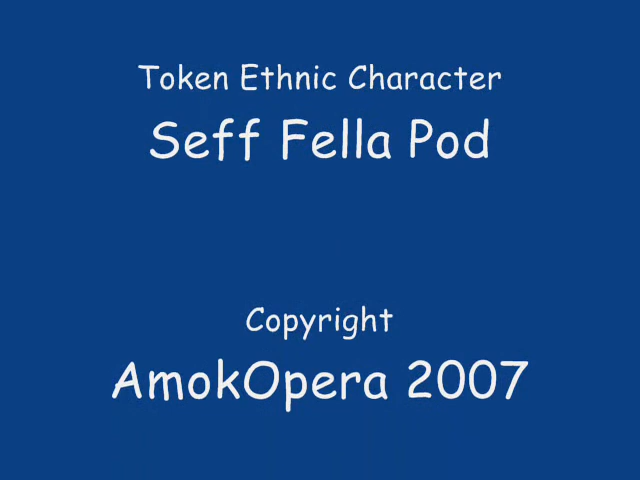 Token Ethnic Character
Seff Fella Pod
Copyright
AmokOpera 2007